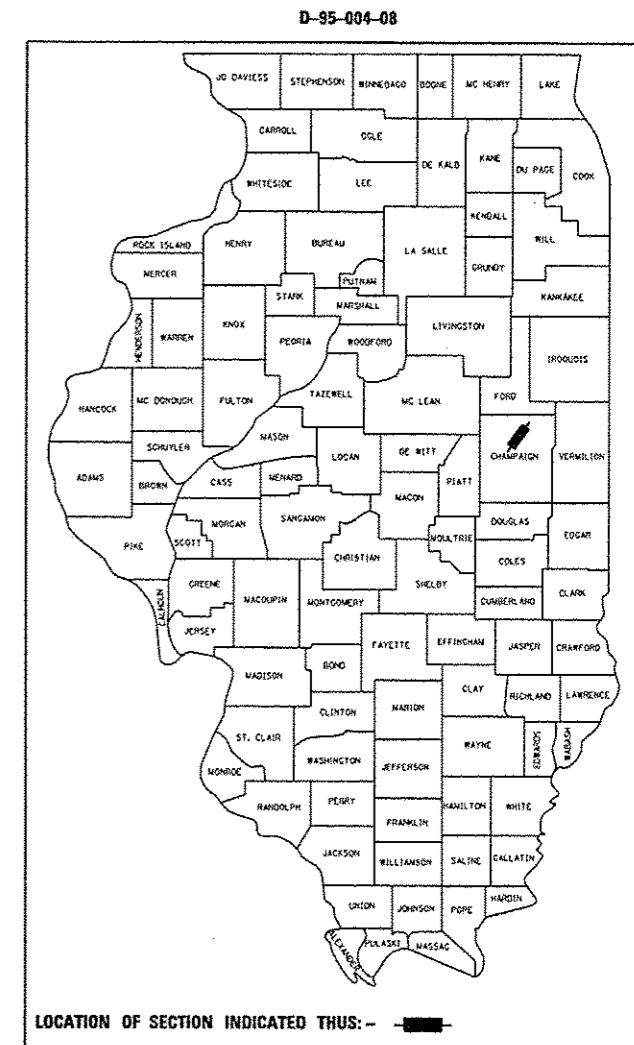 D-95-004-08
JO DAVIESS STEPHENSON WINNEBAGO BOONE MC HENRY LAKE
CARROLL OGLE DE KALB KANE DU PAGE COOK
WHITESIDE LEE
KENDALL
ROCK ISLAND HENRY BUREAU LA SALLE WILL
MERCER PUTNAM GRUNDY
STARK MARSHALL KANKAKEE
HENDERSON WARREN KNOX PEORIA WOODFORD LIVINGSTON IROQUOIS
HANCOCK MC DONOUGH FULTON TAZEWELL MC LEAN FORD
SCHUYLER MASON LOGAN DE WITT CHAMPAIGN VERMILION
ADAMS BROWN CASS MENARD MACON PIATT
PIKE SCOTT MORGAN SANGAMON CHRISTIAN MOULTRIE DOUGLAS EDGAR
COLES
CALHOUN GREENE MACOUPIN MONTGOMERY SHELBY CUMBERLAND CLARK
JERSEY FAYETTE EFFINGHAM JASPER CRAWFORD
MADISON BOND CLAY RICHLAND LAWRENCE
CLINTON MARION
ST. CLAIR WASHINGTON JEFFERSON WAYNE EDWARDS WABASH
MONROE
RANDOLPH PERRY FRANKLIN HAMILTON WHITE
JACKSON WILLIAMSON SALINE GALLATIN
UNION JOHNSON POPE HARDIN
ALEXANDER PULASKI MASSAC
LOCATION OF SECTION INDICATED THUS: -